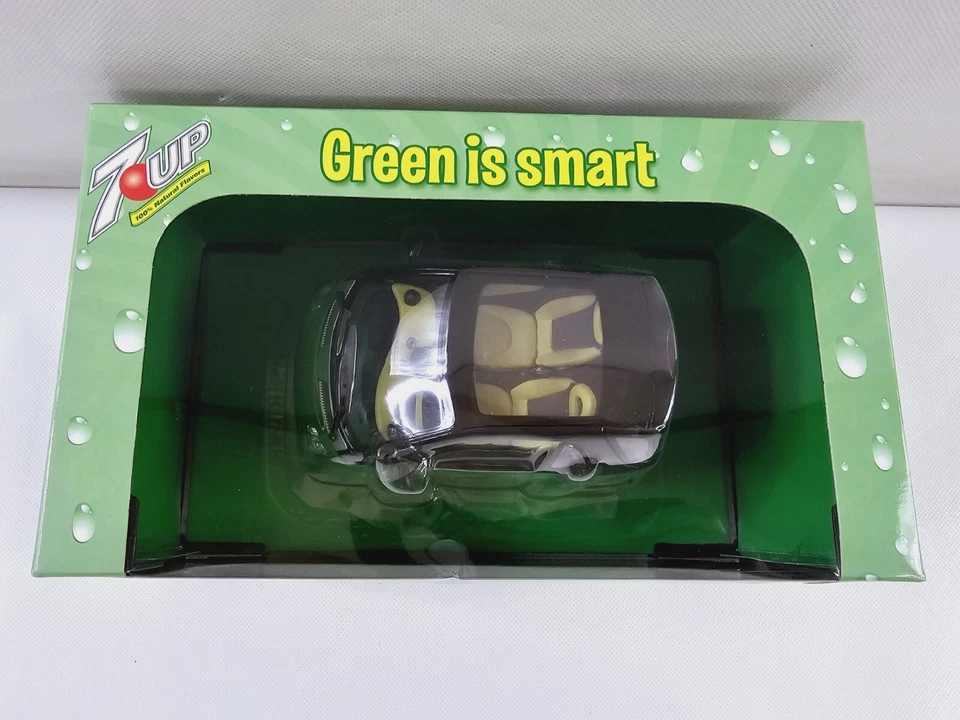 7UP
100% Natural Flavors
Green is smart